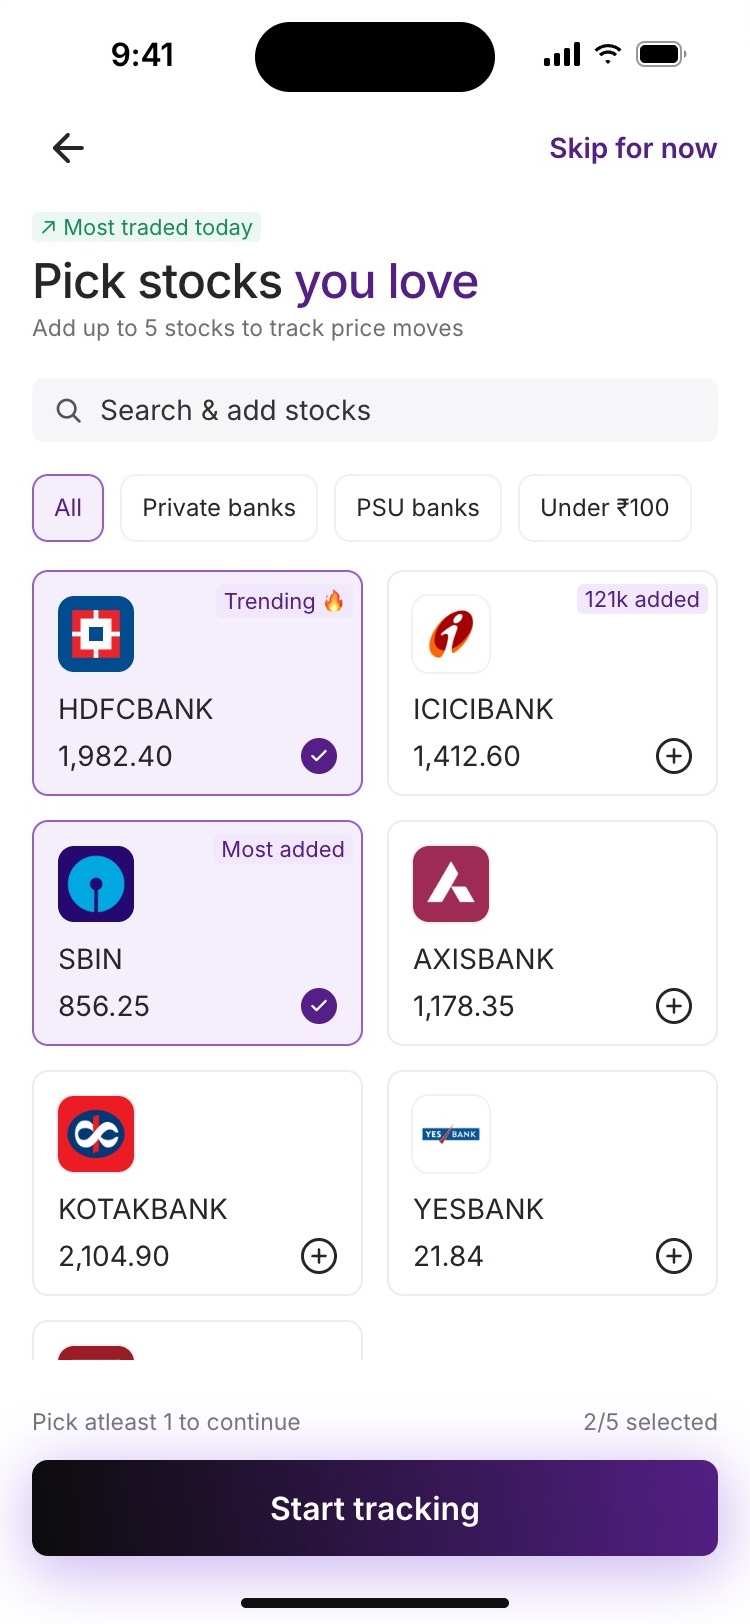 9:41
Skip for now
Most traded today
Pick stocks you love
Add up to 5 stocks to track price moves
Search & add stocks
All
Private banks
PSU banks
Under ₹100
Trending 🔥
HDFCBANK
1,982.40
121k added
ICICIBANK
1,412.60
Most added
SBIN
856.25
AXISBANK
1,178.35
KOTAKBANK
2,104.90
YES BANK
YESBANK
21.84
Pick atleast 1 to continue
2/5 selected
Start tracking